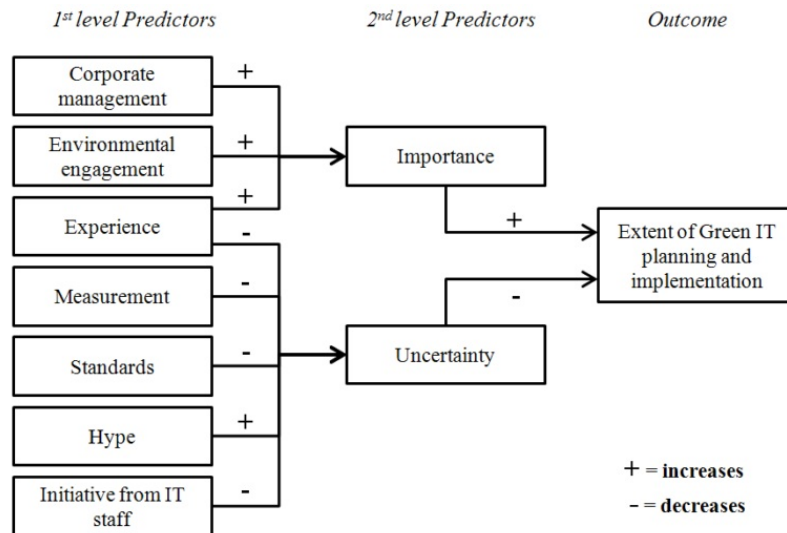 1st level Predictors
2nd level Predictors
Outcome
Corporate
management
+
Environmental
engagement
+
Importance
Experience
+
-
+
Extent of Green IT
planning and
implementation
Measurement
-
-
Standards
-
Uncertainty
Hype
+
Initiative from IT
staff
-
+ = increases
- = decreases